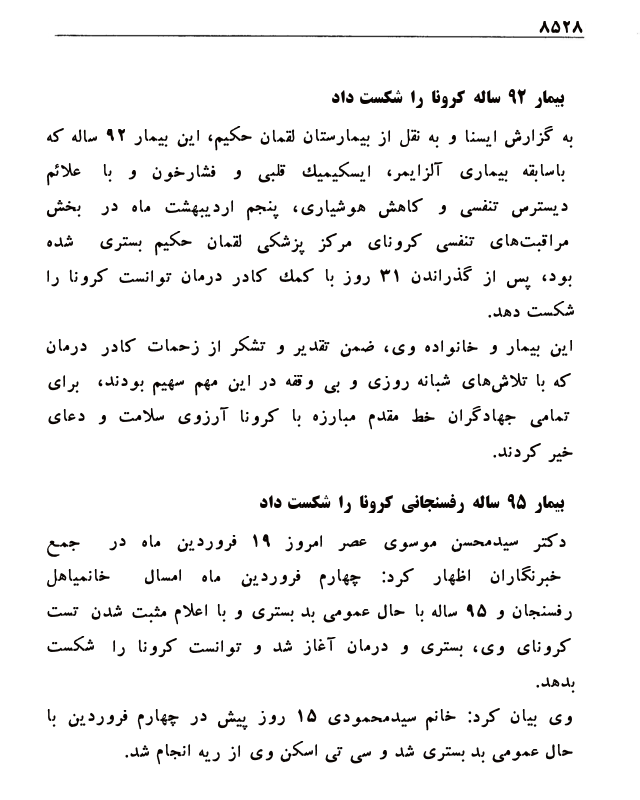 ۸۵۲۸
بیمار ۹۲ ساله کرونا را شکست داد
به گزارش ایسنا و به نقل از بیمارستان لقمان حکیم، این بیمار ۹۲ ساله که
باسابقه بیماری آلزایمر، ایسکیمیك قلبی و فشارخون و با علائم
دیسترس تنفسی و کاهش هوشیاری، پنجم اردیبهشت ماه در بخش
مراقبت‌های تنفسی کرونای مرکز پزشکی لقمان حکیم بستری شده
بود، پس از گذراندن ۳۱ روز با کمك کادر درمان توانست کرونا را
شکست دهد.
این بیمار و خانواده وی، ضمن تقدیر و تشکر از زحمات کادر درمان
که با تلاش‌های شبانه روزی و بی وقفه در این مهم سهیم بودند، برای
تمامی جهادگران خط مقدم مبارزه با کرونا آرزوی سلامت و دعای
خیر کردند.
بیمار ۹۵ ساله رفسنجانی کرونا را شکست داد
دکتر سیدمحسن موسوی عصر امروز ۱۹ فروردین ماه در جمع
خبرنگاران اظهار کرد: چهارم فروردین ماه امسال خانمیاهل
رفسنجان و ۹۵ ساله با حال عمومی بد بستری و با اعلام مثبت شدن تست
کرونای وی، بستری و درمان آغاز شد و توانست کرونا را شکست
بدهد.
وی بیان کرد: خانم سیدمحمودی ۱۵ روز پیش در چهارم فروردین با
حال عمومی بد بستری شد و سی تی اسکن وی از ریه انجام شد.